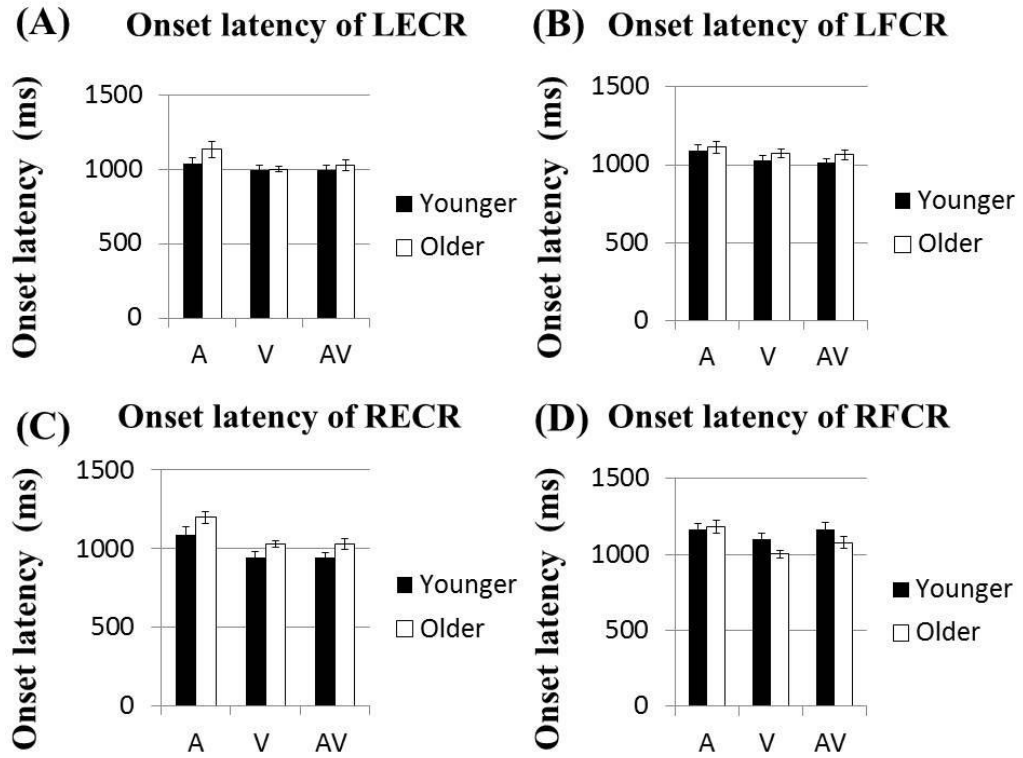 (A) Onset latency of LECR
Onset latency (ms)
1500
1000
500
0
A V AV
Younger
Older
(B) Onset latency of LFCR
Onset latency (ms)
1500
1000
500
0
A V AV
Younger
Older
(C) Onset latency of RECR
Onset latency (ms)
1500
1000
500
0
A V AV
Younger
Older
(D) Onset latency of RFCR
Onset latency (ms)
1500
1000
500
0
A V AV
Younger
Older